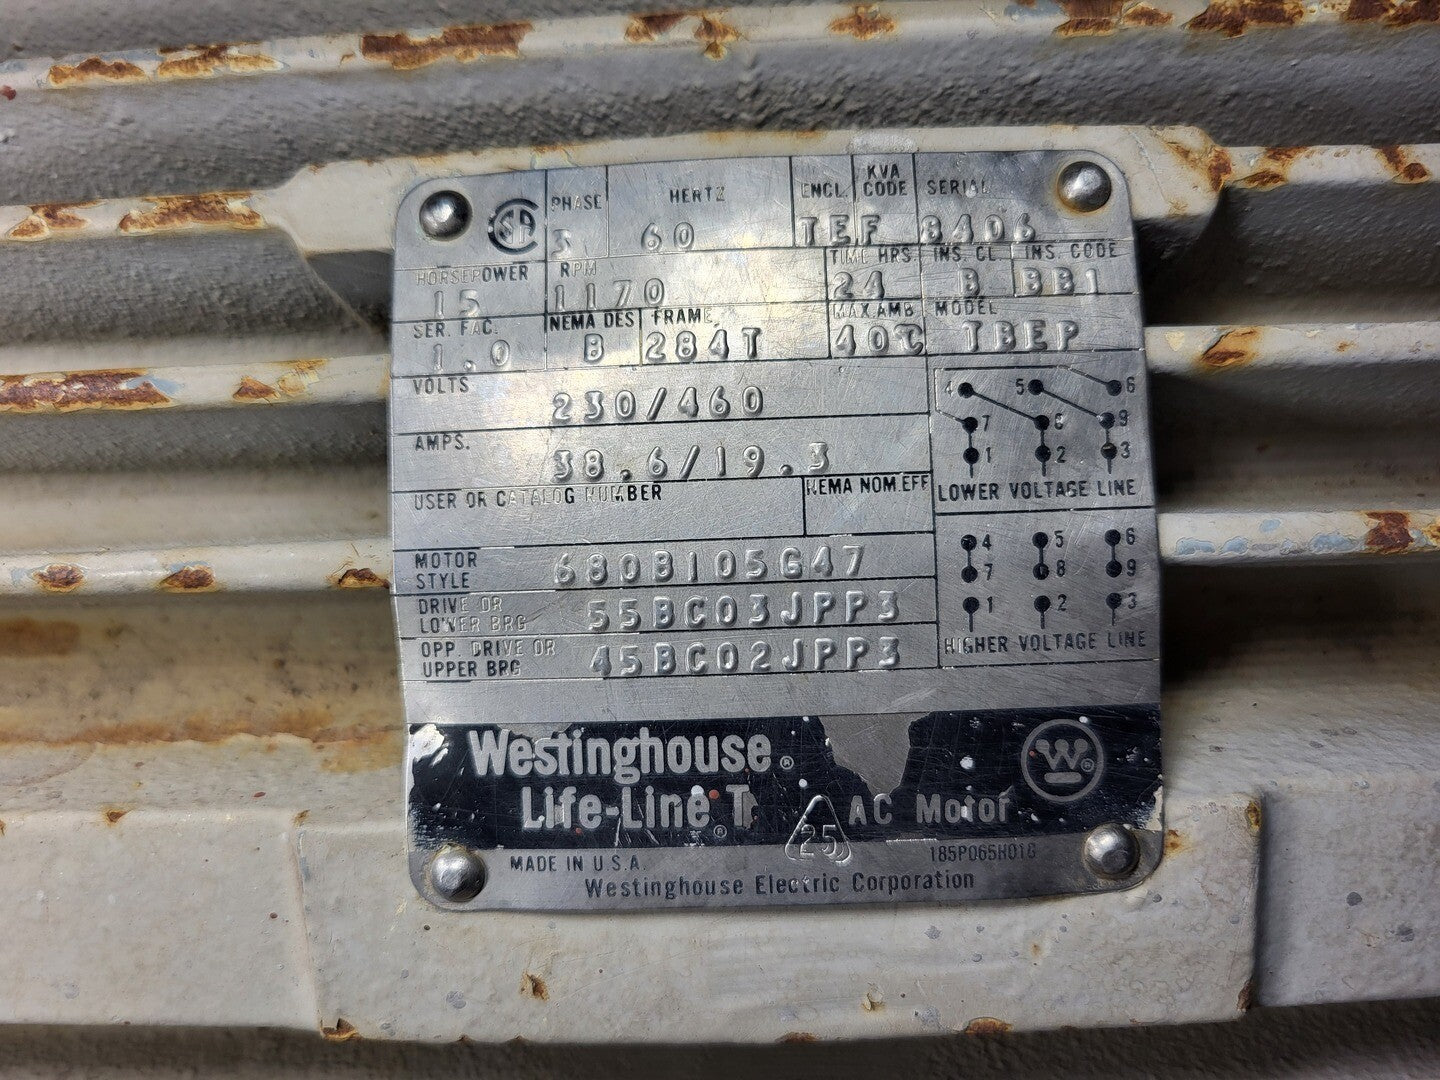 SA PHASE HERTZ ENCL. KVA CODE SERIAL
3 60 TEF 8406
HORSEPOWER RPM TIME HRS INS. CL INS. CODE
15 1170 24 B BB1
SER. FAC. NEMA DES FRAME MAX AMB MODEL
1.0 B 284T 40C TBEP
VOLTS 230/460
AMPS. 38.6/19.3
USER OR CATALOG NUMBER NEMA NOM.EFF
4 5 6
7 8 9
1 2 3
LOWER VOLTAGE LINE
4 5 6
7 8 9
1 2 3
HIGHER VOLTAGE LINE
MOTOR STYLE 680B105G47
DRIVE OR LOWER BRG 55BC03JPP3
OPP. DRIVE OR UPPER BRG 45BC02JPP3
Westinghouse® W®
Life-Line® T 25 AC Motor
MADE IN U.S.A. 185P065H01G
Westinghouse Electric Corporation